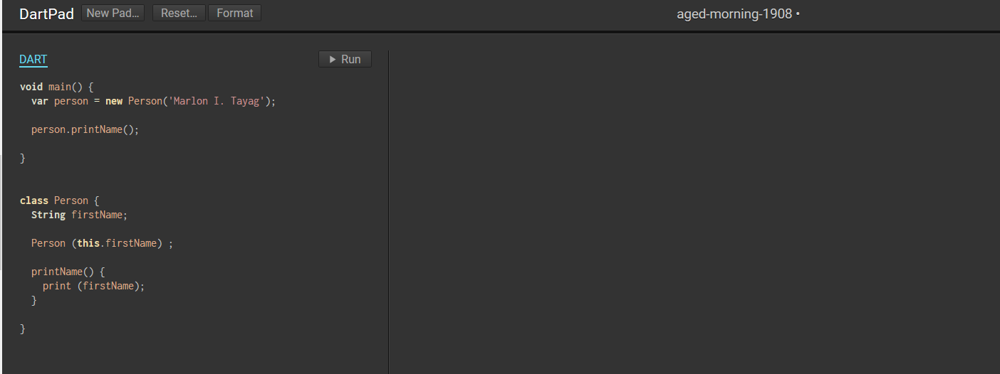 DartPad New Pad... Reset... Format aged-morning-1908 •
DART Run
void main() {
  var person = new Person('Marlon I. Tayag');
  person.printName();
}
class Person {
  String firstName;
  Person (this.firstName) ;
  printName() {
    print (firstName);
  }
}